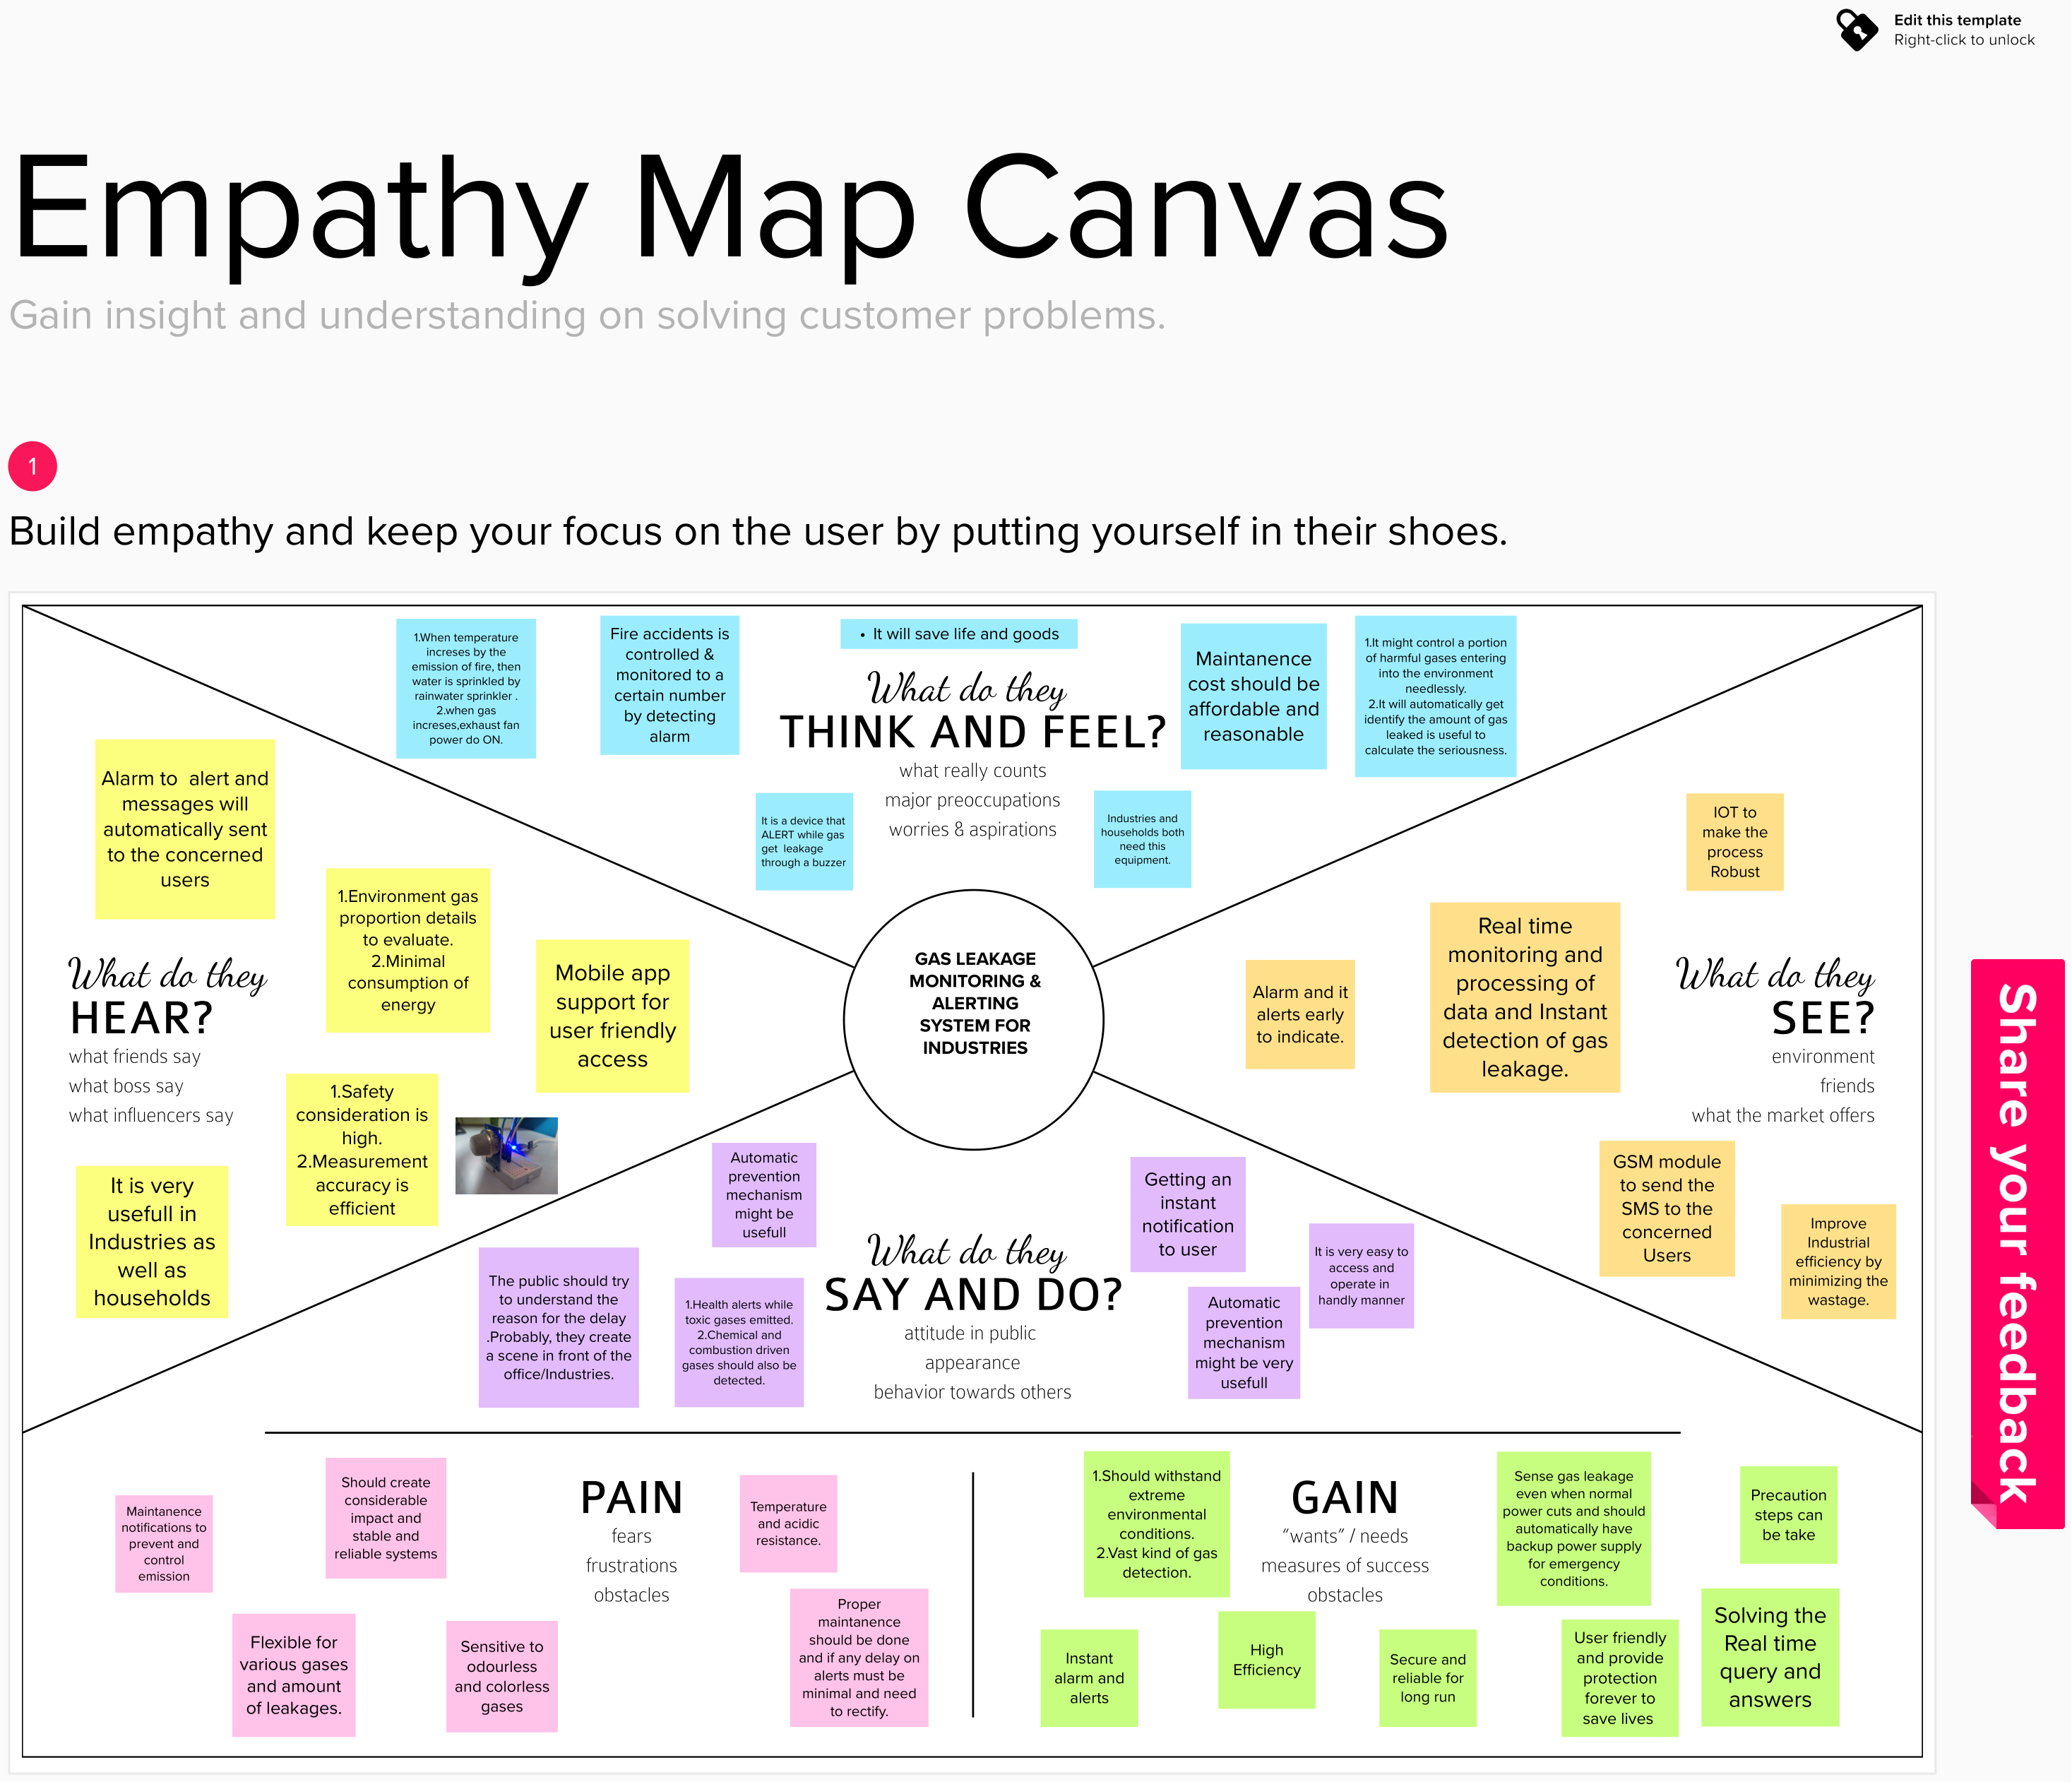 Edit this template
Right-click to unlock
Empathy Map Canvas
Gain insight and understanding on solving customer problems.
1
Build empathy and keep your focus on the user by putting yourself in their shoes.
1.When temperature
increses by the
emission of fire, then
water is sprinkled by
rainwater sprinkler .
2.when gas
increses,exhaust fan
power do ON.
Fire accidents is
controlled &
monitored to a
certain number
by detecting
alarm
• It will save life and goods
What do they
THINK AND FEEL?
what really counts
major preoccupations
worries & aspirations
Maintanence
cost should be
affordable and
reasonable
1.It might control a portion
of harmful gases entering
into the environment
needlessly.
2.It will automatically get
identify the amount of gas
leaked is useful to
calculate the seriousness.
It is a device that
ALERT while gas
get leakage
through a buzzer
Industries and
households both
need this
equipment.
Alarm to alert and
messages will
automatically sent
to the concerned
users
1.Environment gas
proportion details
to evaluate.
2.Minimal
consumption of
energy
Mobile app
support for
user friendly
access
What do they
HEAR?
what friends say
what boss say
what influencers say
1.Safety
consideration is
high.
2.Measurement
accuracy is
efficient
It is very
usefull in
Industries as
well as
households
GAS LEAKAGE
MONITORING &
ALERTING
SYSTEM FOR
INDUSTRIES
IOT to
make the
process
Robust
Real time
monitoring and
processing of
data and Instant
detection of gas
leakage.
Alarm and it
alerts early
to indicate.
What do they
SEE?
environment
friends
what the market offers
GSM module
to send the
SMS to the
concerned
Users
Improve
Industrial
efficiency by
minimizing the
wastage.
Share your feedback
Automatic
prevention
mechanism
might be
usefull
The public should try
to understand the
reason for the delay
.Probably, they create
a scene in front of the
office/Industries.
1.Health alerts while
toxic gases emitted.
2.Chemical and
combustion driven
gases should also be
detected.
What do they
SAY AND DO?
attitude in public
appearance
behavior towards others
Getting an
instant
notification
to user
It is very easy to
access and
operate in
handly manner
Automatic
prevention
mechanism
might be very
usefull
PAIN
fears
frustrations
obstacles
Maintanence
notifications to
prevent and
control
emission
Should create
considerable
impact and
stable and
reliable systems
Temperature
and acidic
resistance.
Flexible for
various gases
and amount
of leakages.
Sensitive to
odourless
and colorless
gases
Proper
maintanence
should be done
and if any delay on
alerts must be
minimal and need
to rectify.
GAIN
“wants” / needs
measures of success
obstacles
1.Should withstand
extreme
environmental
conditions.
2.Vast kind of gas
detection.
Sense gas leakage
even when normal
power cuts and should
automatically have
backup power supply
for emergency
conditions.
Precaution
steps can
be take
Instant
alarm and
alerts
High
Efficiency
Secure and
reliable for
long run
User friendly
and provide
protection
forever to
save lives
Solving the
Real time
query and
answers